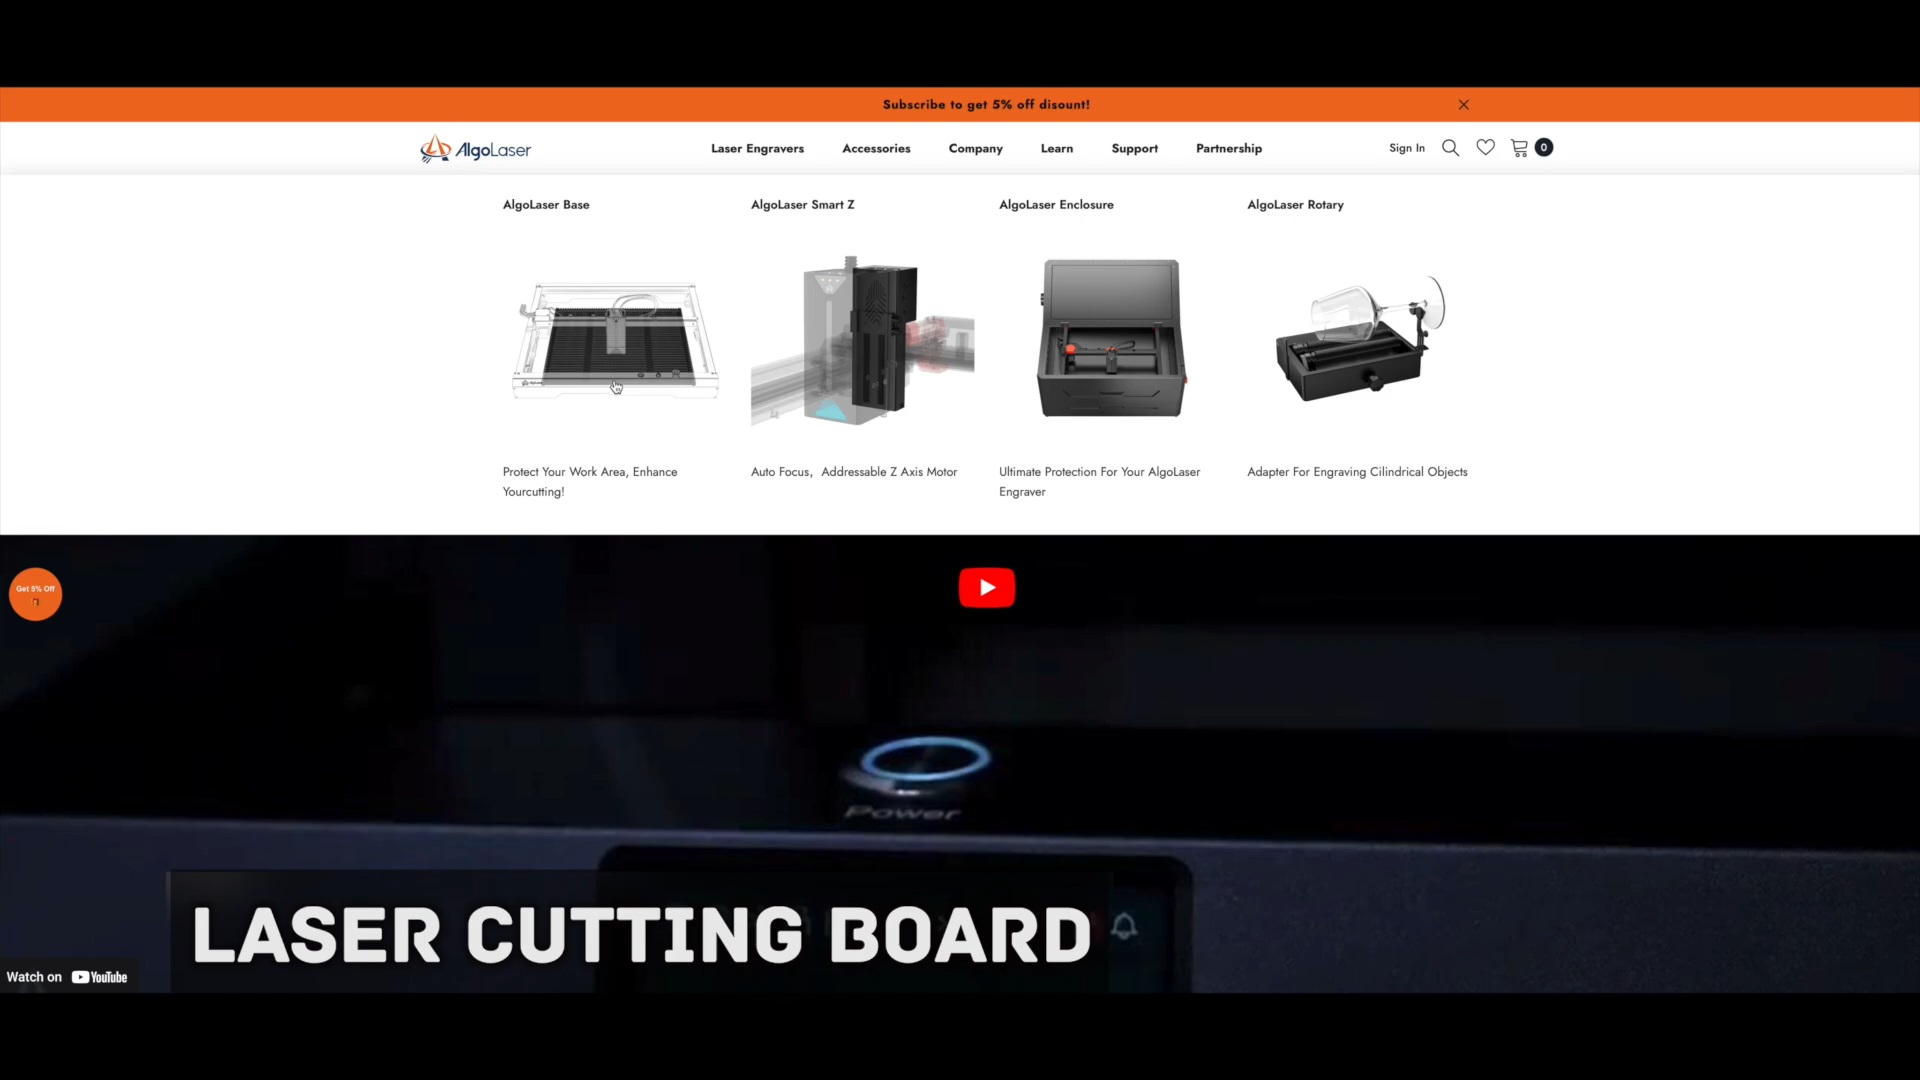 Subscribe to get 5% off disount!
AlgoLaser
Laser Engravers Accessories Company Learn Support Partnership
Sign In 0
AlgoLaser Base AlgoLaser Smart Z AlgoLaser Enclosure AlgoLaser Rotary
Protect Your Work Area, Enhance
Yourcutting!
Auto Focus，Addressable Z Axis Motor
Ultimate Protection For Your AlgoLaser
Engraver
Adapter For Engraving Cilindrical Objects
Get 5% Off
Power
LASER CUTTING BOARD
Watch on YouTube